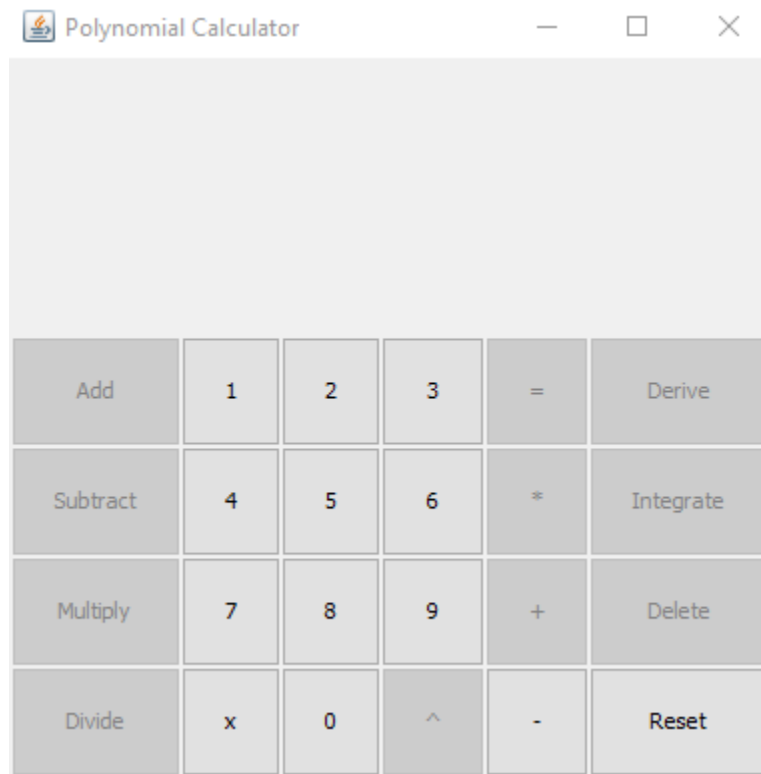 Polynomial Calculator
Add 1 2 3 = Derive
Subtract 4 5 6 * Integrate
Multiply 7 8 9 + Delete
Divide x 0 ^ - Reset